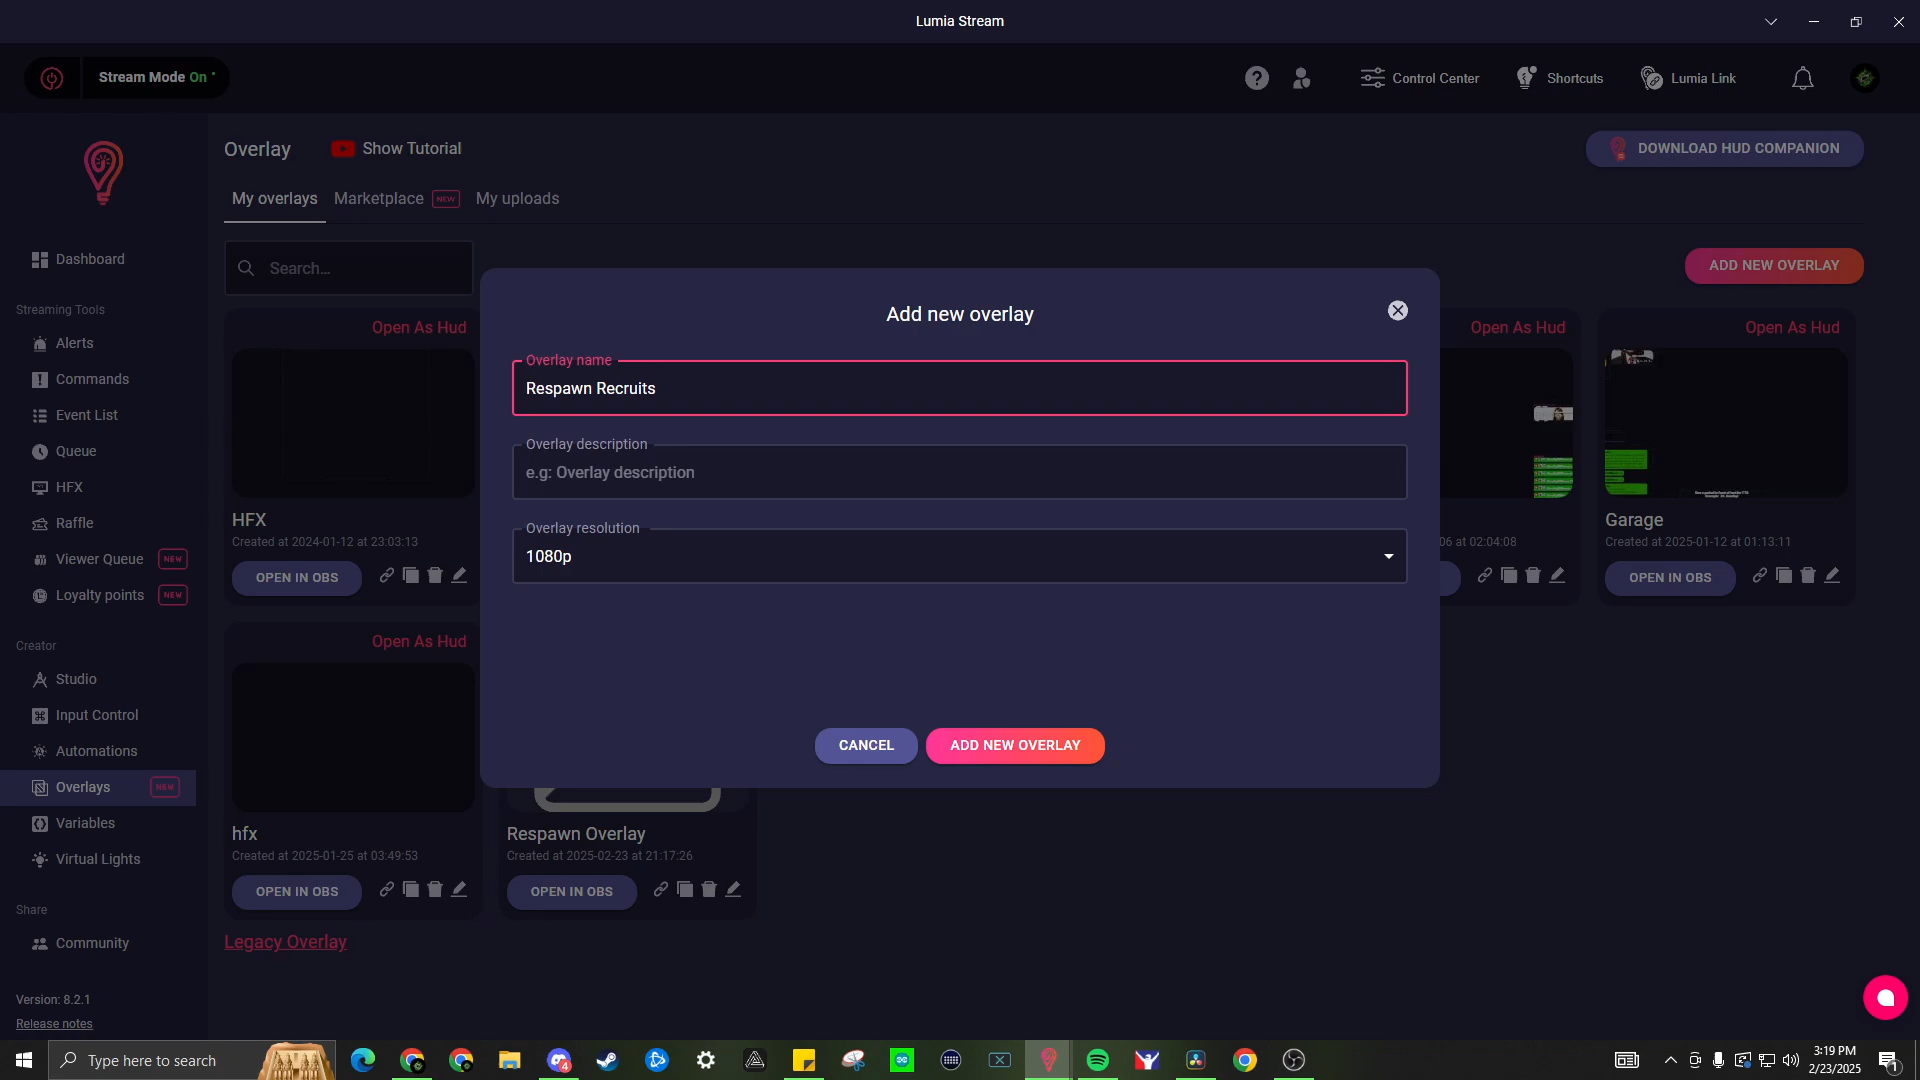 Lumia Stream
Stream Mode On
Control Center
Shortcuts
Lumia Link
Overlay
Show Tutorial
DOWNLOAD HUD COMPANION
My overlays
Marketplace NEW
My uploads
Search...
ADD NEW OVERLAY
Dashboard
Streaming Tools
Alerts
Commands
Event List
Queue
HFX
Raffle
Viewer Queue NEW
Loyalty points NEW
Creator
Studio
Input Control
Automations
Overlays NEW
Variables
Virtual Lights
Share
Community
Version: 8.2.1
Release notes
Open As Hud
HFX
Created at 2024-01-12 at 23:03:13
OPEN IN OBS
Add new overlay
Overlay name
Respawn Recruits
Overlay description
e.g: Overlay description
Overlay resolution
1080p
CANCEL
ADD NEW OVERLAY
Open As Hud
06 at 02:04:08
Open As Hud
Garage
Created at 2025-01-12 at 01:13:11
OPEN IN OBS
Open As Hud
hfx
Created at 2025-01-25 at 03:49:53
OPEN IN OBS
Respawn Overlay
Created at 2025-02-23 at 21:17:26
OPEN IN OBS
Legacy Overlay
Type here to search
4
3:19 PM
2/23/2025
1